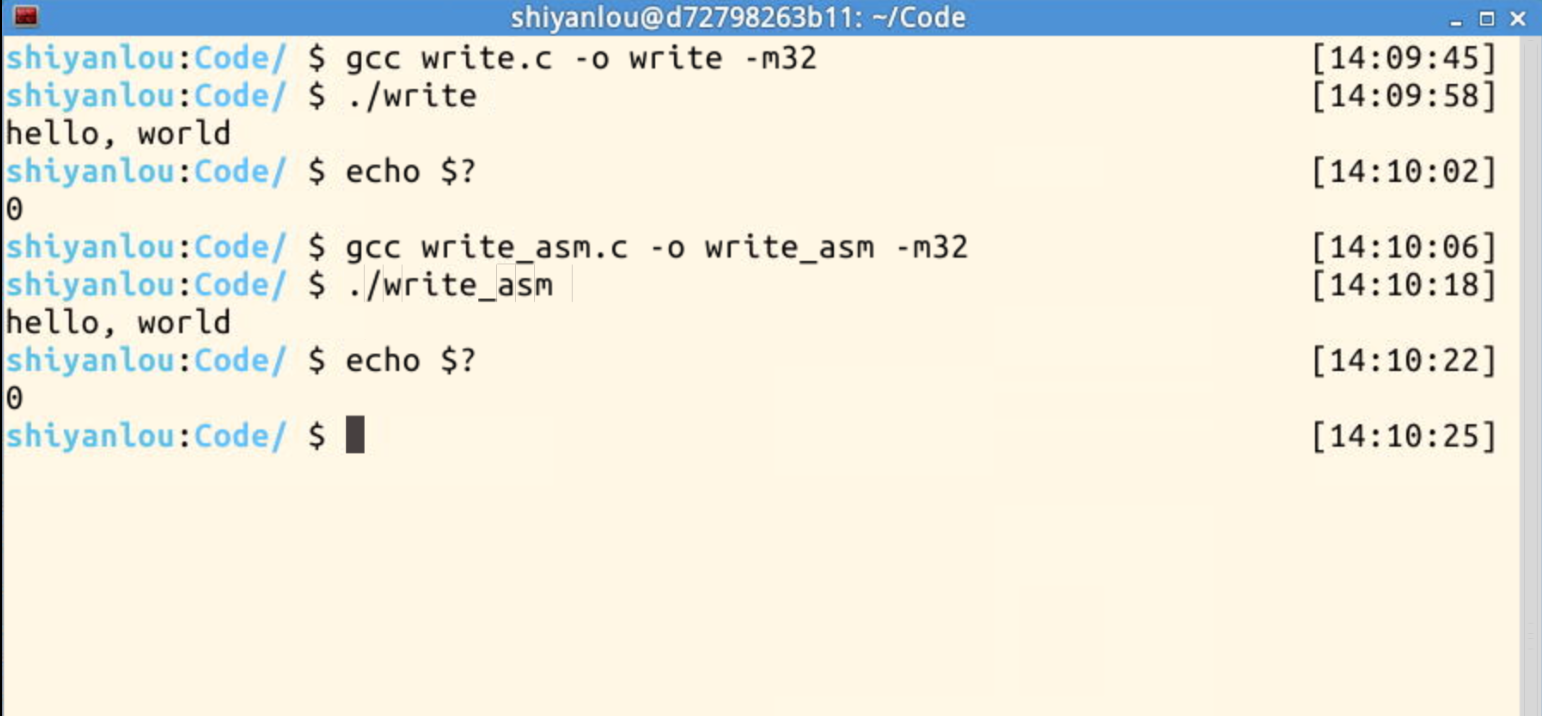 shiyanlou@d72798263b11: ~/Code
shiyanlou:Code/ $ gcc write.c -o write -m32 [14:09:45]
shiyanlou:Code/ $ ./write [14:09:58]
hello, world
shiyanlou:Code/ $ echo $? [14:10:02]
0
shiyanlou:Code/ $ gcc write_asm.c -o write_asm -m32 [14:10:06]
shiyanlou:Code/ $ ./write_asm [14:10:18]
hello, world
shiyanlou:Code/ $ echo $? [14:10:22]
0
shiyanlou:Code/ $ [14:10:25]